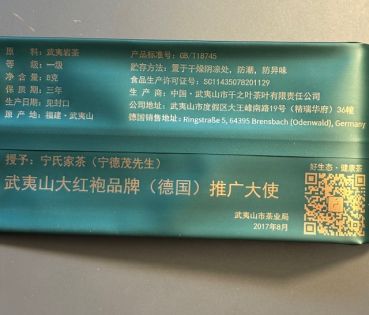 原　　料：武夷岩茶
产品标准号：GB/T18745
等　　级：一级
贮存方法：置于干燥阴凉处，防潮，防异味
净 含 量：8克
食品生产许可证号：SC11435078201129
保 质 期：三年
生 产 商：中国·武夷山市千之叶茶叶有限责任公司
生产日期：见封口
公司地址：武夷山市度假区大王峰南路19号（精瑞华府）36幢
原 产 地：福建·武夷山
德国销售地址：Ringstraße 5, 64395 Brensbach (Odenwald), Germany
授予：宁氏家茶（宁德茂先生）
好生态·健康茶
武夷山大红袍品牌（德国）推广大使
武夷山市茶业局
2017年8月